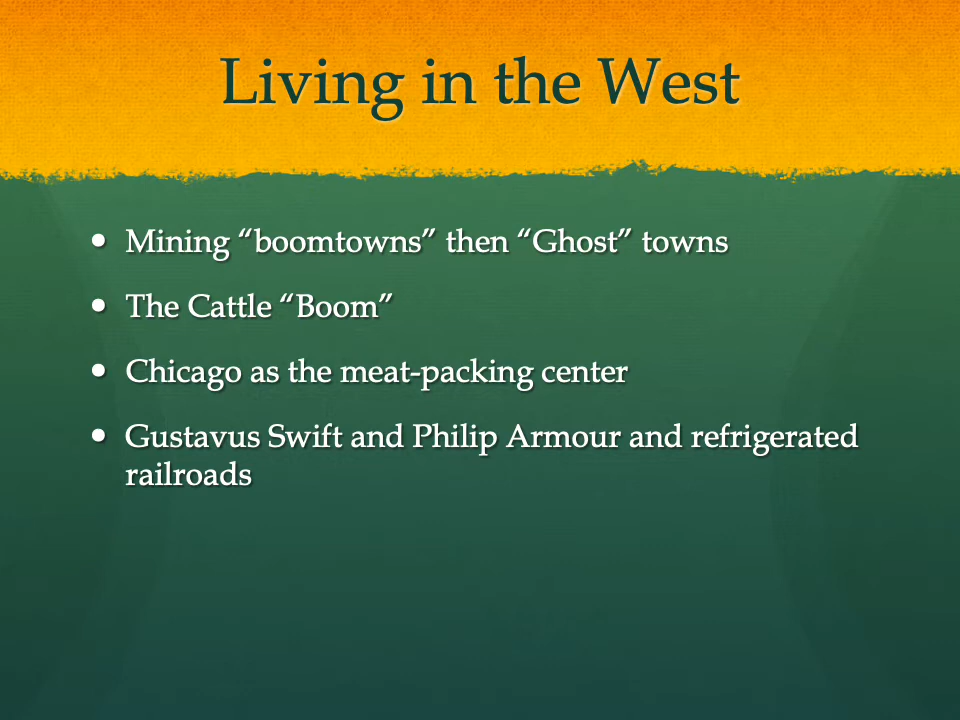 Living in the West
• Mining “boomtowns” then “Ghost” towns
• The Cattle “Boom”
• Chicago as the meat-packing center
• Gustavus Swift and Philip Armour and refrigerated
railroads